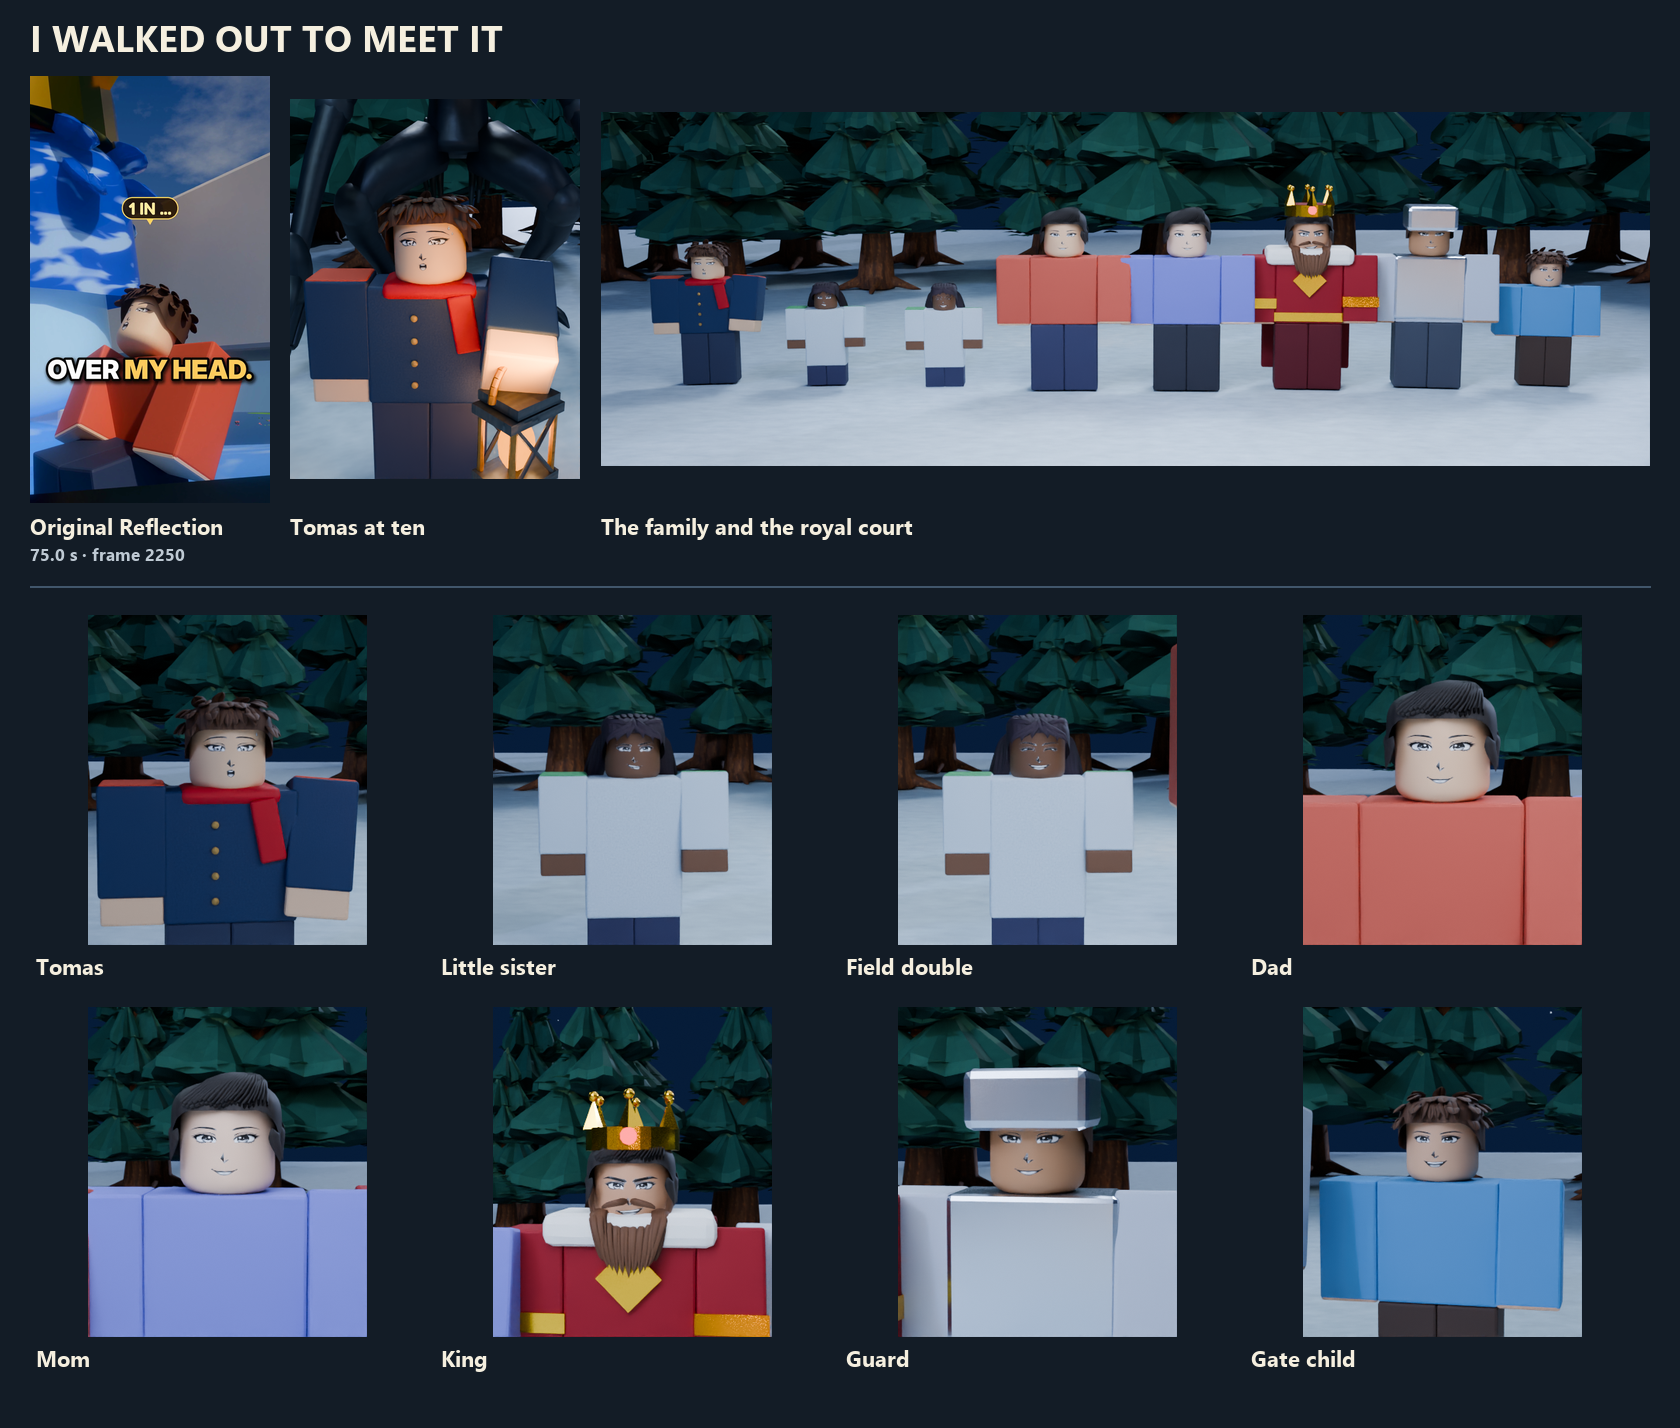 I WALKED OUT TO MEET IT
1 IN ...
OVER MY HEAD.
Original Reflection
75.0 s · frame 2250
Tomas at ten
The family and the royal court
Tomas
Little sister
Field double
Dad
Mom
King
Guard
Gate child